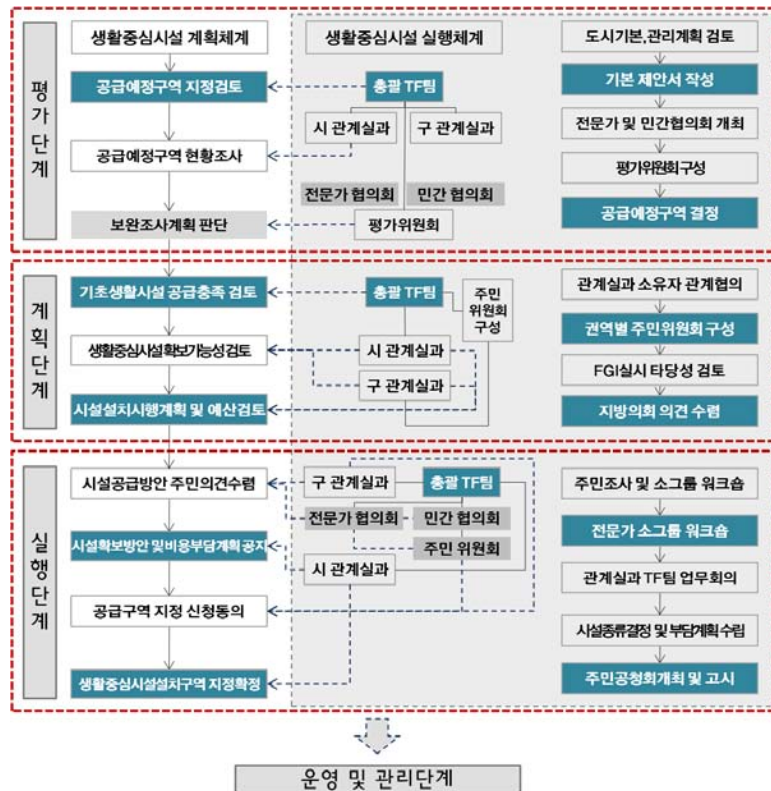 평가단계
생활중심시설 계획체계
공급예정구역 지정검토
공급예정구역 현황조사
보완조사계획 판단
생활중심시설 실행체계
총괄 TF팀
시 관계실과
구 관계실과
전문가 협의회
민간 협의회
평가위원회
도시기본,관리계획 검토
기본 제안서 작성
전문가 및 민간협의회 개최
평가위원회 구성
공급예정구역 결정
계획단계
기초생활시설 공급충족 검토
생활중심시설 확보가능성 검토
시설설치시행계획 및 예산검토
총괄 TF팀
주민
위원회
구성
시 관계실과
구 관계실과
관계실과 소유자 관계협의
권역별 주민위원회 구성
FGI실시 타당성 검토
지방의회 의견 수렴
실행단계
시설공급방안 주민의견수렴
시설확보방안 및 비용부담계획 공지
공급구역 지정 신청동의
생활중심시설설치구역 지정확정
구 관계실과
총괄 TF팀
전문가 협의회
민간 협의회
주민 위원회
시 관계실과
주민조사 및 소그룹 워크숍
전문가 소그룹 워크숍
관계실과 TF팀 업무회의
시설종류결정 및 부담계획 수립
주민공청회개최 및 고시
운영 및 관리단계